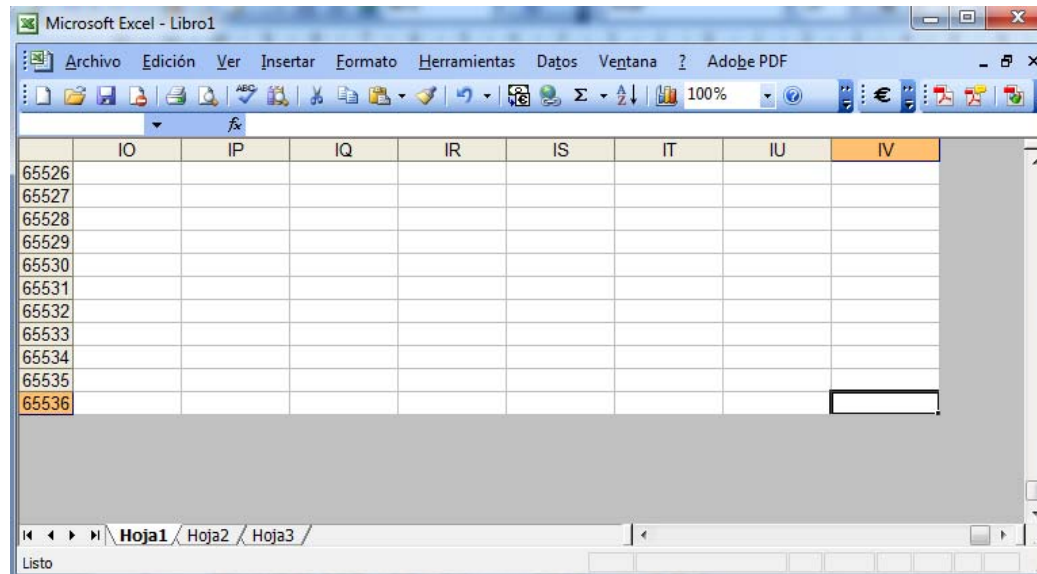 Microsoft Excel - Libro1
Archivo Edición Ver Insertar Formato Herramientas Datos Ventana ? Adobe PDF
ABC Σ A Z 100% €
fx
IO IP IQ IR IS IT IU IV
65526
65527
65528
65529
65530
65531
65532
65533
65534
65535
65536
Hoja1 Hoja2 Hoja3
Listo